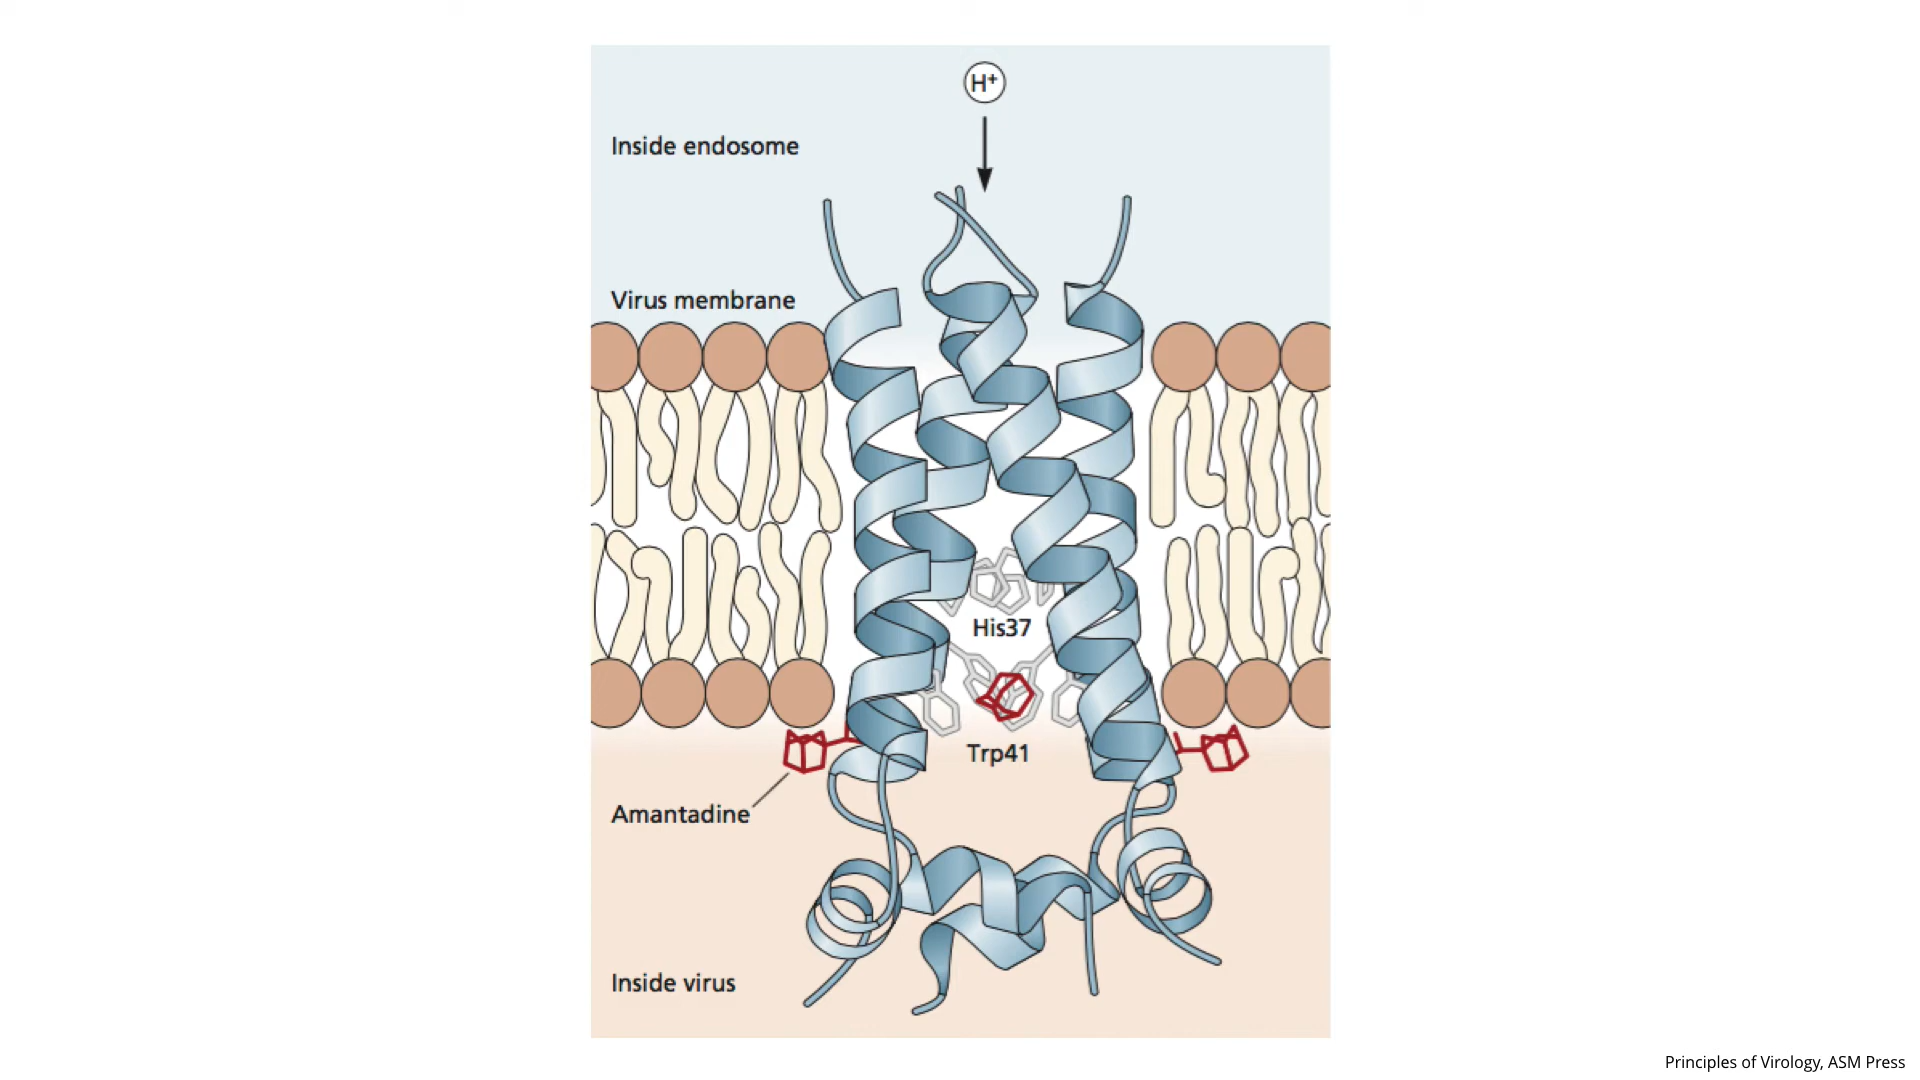 H+
Inside endosome
Virus membrane
His37
Trp41
Amantadine
Inside virus
Principles of Virology, ASM Press